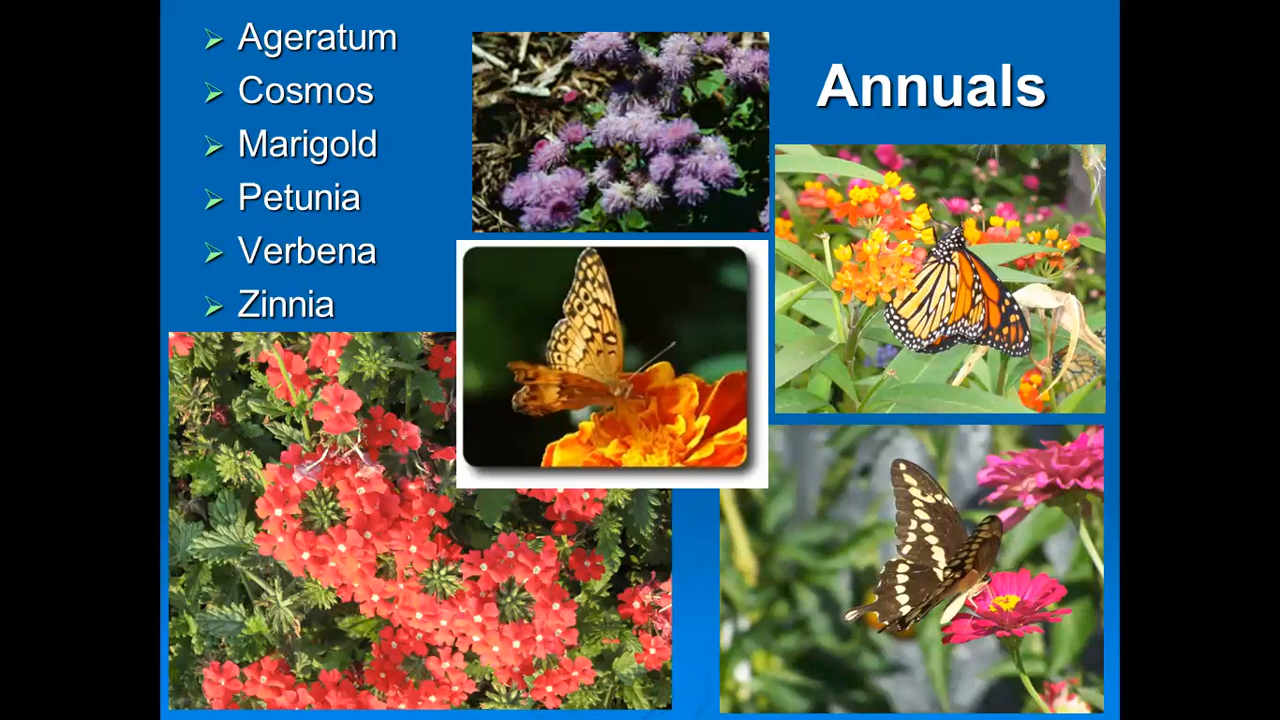 Annuals
Ageratum
Cosmos
Marigold
Petunia
Verbena
Zinnia